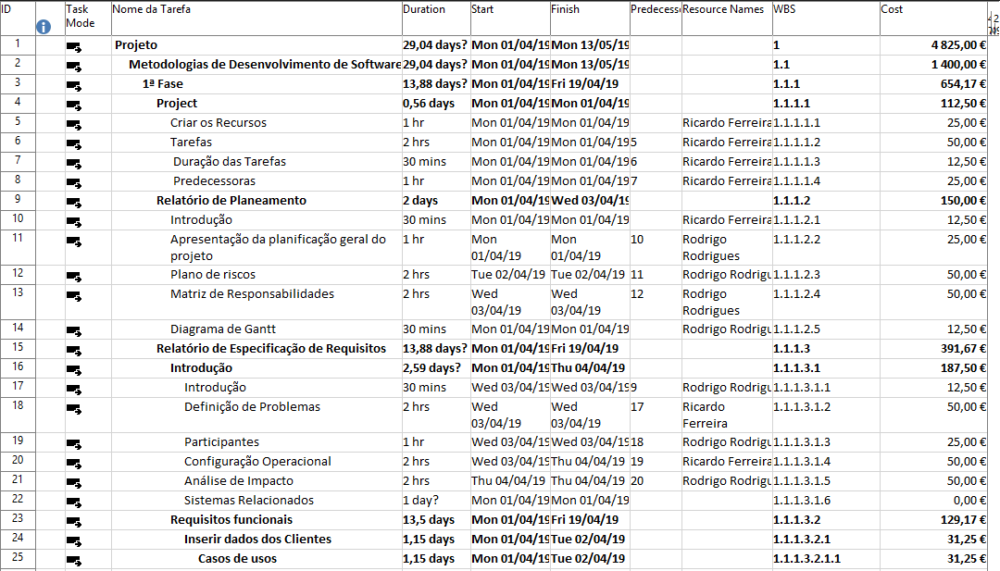 ID Task Mode Nome da Tarefa Duration Start Finish Predecess Resource Names WBS Cost
1 Projeto 29,04 days? Mon 01/04/19 Mon 13/05/19 1 4 825,00 €
2 Metodologias de Desenvolvimento de Software 29,04 days? Mon 01/04/19 Mon 13/05/19 1.1 1 400,00 €
3 1ª Fase 13,88 days? Mon 01/04/19 Fri 19/04/19 1.1.1 654,17 €
4 Project 0,56 days Mon 01/04/19 Mon 01/04/19 1.1.1.1 112,50 €
5 Criar os Recursos 1 hr Mon 01/04/19 Mon 01/04/19 Ricardo Ferreira 1.1.1.1.1 25,00 €
6 Tarefas 2 hrs Mon 01/04/19 Mon 01/04/19 5 Ricardo Ferreira 1.1.1.1.2 50,00 €
7 Duração das Tarefas 30 mins Mon 01/04/19 Mon 01/04/19 6 Ricardo Ferreira 1.1.1.1.3 12,50 €
8 Predecessoras 1 hr Mon 01/04/19 Mon 01/04/19 7 Ricardo Ferreira 1.1.1.1.4 25,00 €
9 Relatório de Planeamento 2 days Mon 01/04/19 Wed 03/04/19 1.1.1.2 150,00 €
10 Introdução 30 mins Mon 01/04/19 Mon 01/04/19 Ricardo Ferreira 1.1.1.2.1 12,50 €
11 Apresentação da planificação geral do projeto 1 hr Mon 01/04/19 Mon 01/04/19 10 Rodrigo Rodrigues 1.1.1.2.2 25,00 €
12 Plano de riscos 2 hrs Tue 02/04/19 Tue 02/04/19 11 Rodrigo Rodrigu 1.1.1.2.3 50,00 €
13 Matriz de Responsabilidades 2 hrs Wed 03/04/19 Wed 03/04/19 12 Rodrigo Rodrigues 1.1.1.2.4 50,00 €
14 Diagrama de Gantt 30 mins Mon 01/04/19 Mon 01/04/19 Rodrigo Rodrigu 1.1.1.2.5 12,50 €
15 Relatório de Especificação de Requisitos 13,88 days? Mon 01/04/19 Fri 19/04/19 1.1.1.3 391,67 €
16 Introdução 2,59 days? Mon 01/04/19 Thu 04/04/19 1.1.1.3.1 187,50 €
17 Introdução 30 mins Wed 03/04/19 Wed 03/04/19 9 Rodrigo Rodrigu 1.1.1.3.1.1 12,50 €
18 Definição de Problemas 2 hrs Wed 03/04/19 Wed 03/04/19 17 Ricardo Ferreira 1.1.1.3.1.2 50,00 €
19 Participantes 1 hr Wed 03/04/19 Wed 03/04/19 18 Rodrigo Rodrigu 1.1.1.3.1.3 25,00 €
20 Configuração Operacional 2 hrs Wed 03/04/19 Thu 04/04/19 19 Ricardo Ferreira 1.1.1.3.1.4 50,00 €
21 Análise de Impacto 2 hrs Thu 04/04/19 Thu 04/04/19 20 Rodrigo Rodrigu 1.1.1.3.1.5 50,00 €
22 Sistemas Relacionados 1 day? Mon 01/04/19 Mon 01/04/19 1.1.1.3.1.6 0,00 €
23 Requisitos funcionais 13,5 days Mon 01/04/19 Fri 19/04/19 1.1.1.3.2 129,17 €
24 Inserir dados dos Clientes 1,15 days Mon 01/04/19 Tue 02/04/19 1.1.1.3.2.1 31,25 €
25 Casos de usos 1,15 days Mon 01/04/19 Tue 02/04/19 1.1.1.3.2.1.1 31,25 €